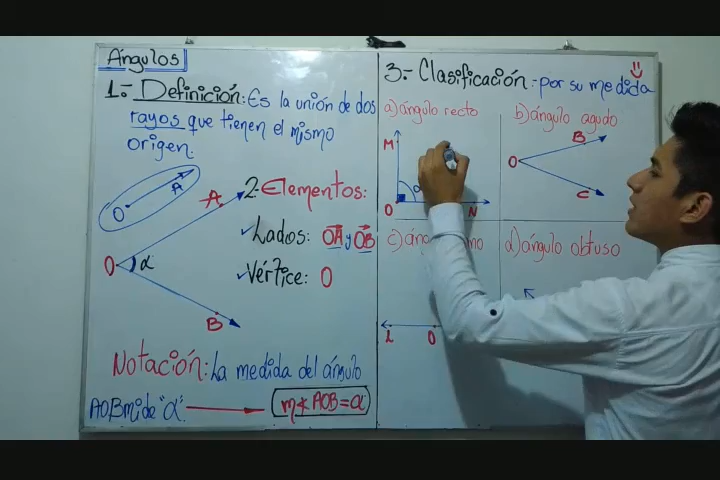 Ángulos
1.- Definición: Es la unión de dos
rayos que tienen el mismo
origen.
O A
A
O α
B
2.- Elementos:
✓Lados: OA y OB
✓Vértice: O
Notación: La medida del ángulo
AOB mide "α". → m∢AOB=α
3.- Clasificación.- por su medida
a) ángulo recto
M
O N
b) ángulo agudo
B
O
C
c)
L O
d) ángulo obtuso